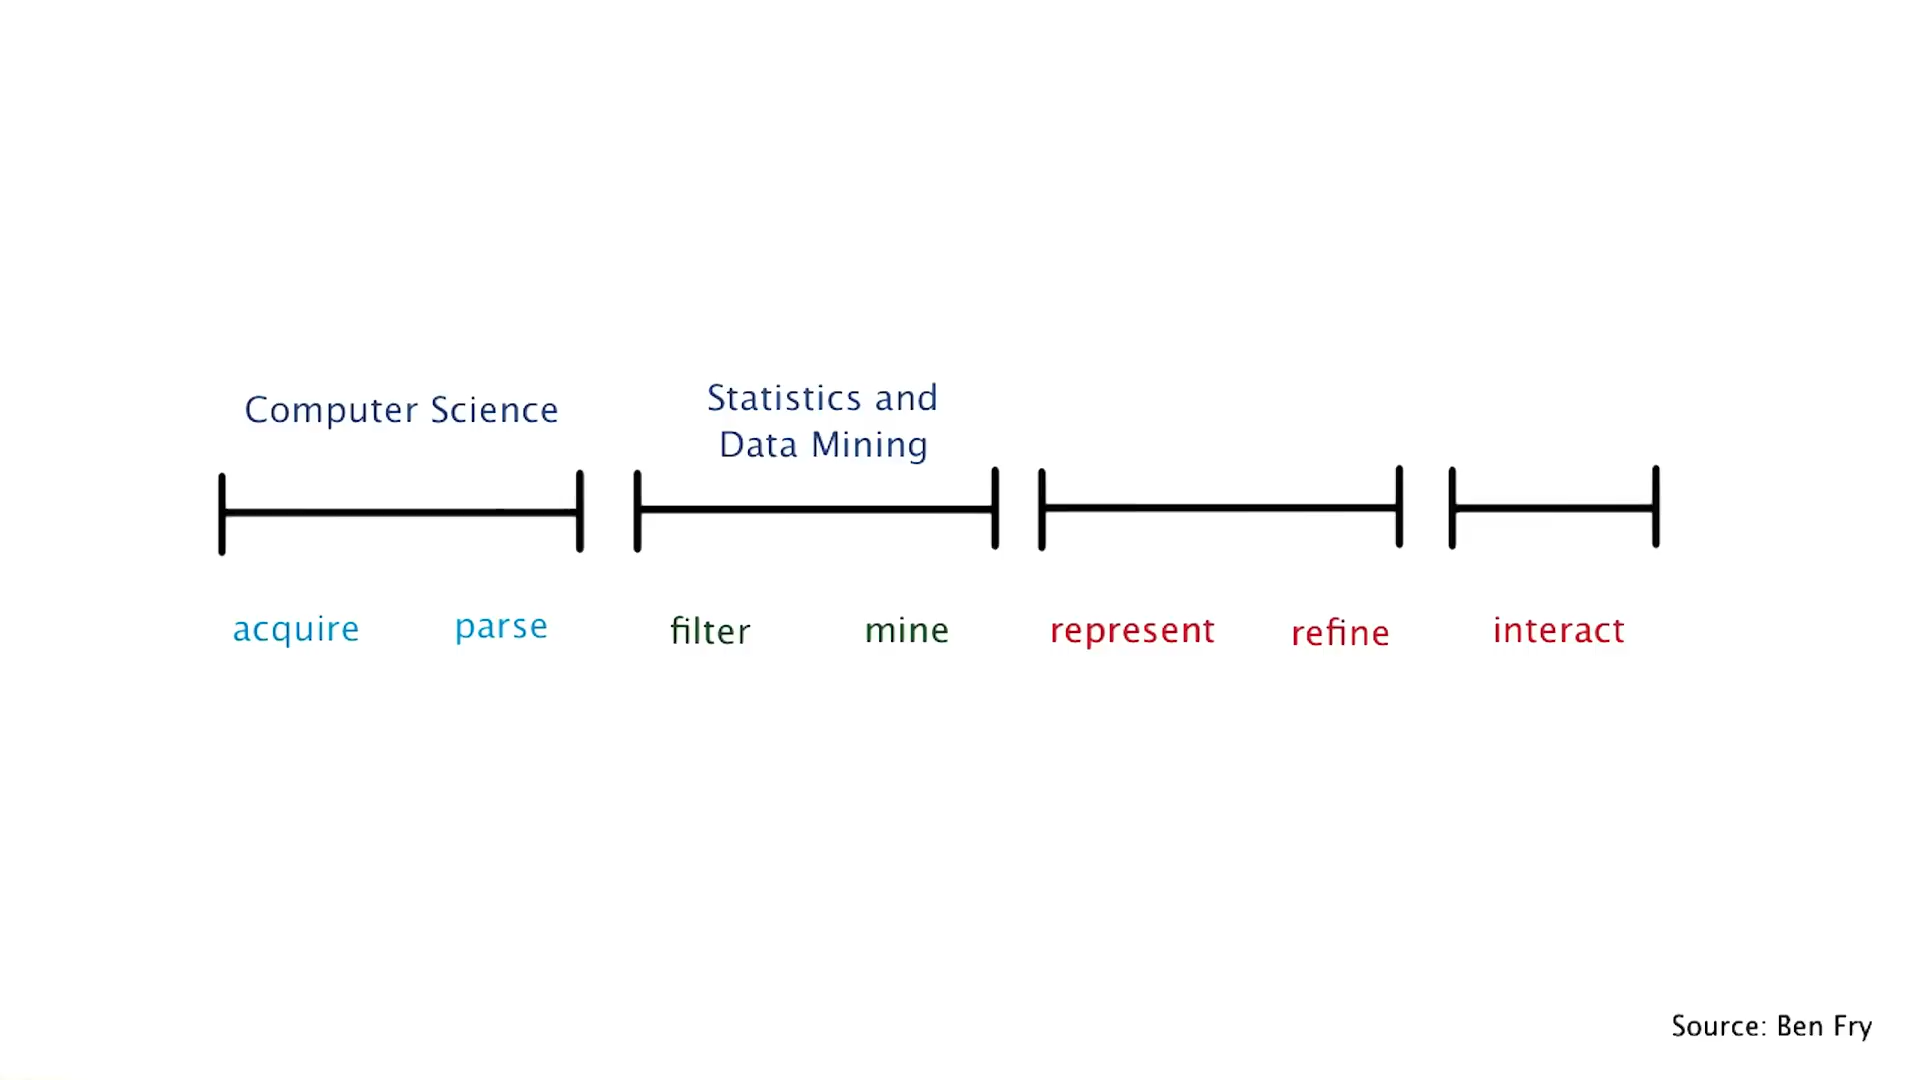 Computer Science
Statistics and
Data Mining
acquire
parse
filter
mine
represent
refine
interact
Source: Ben Fry